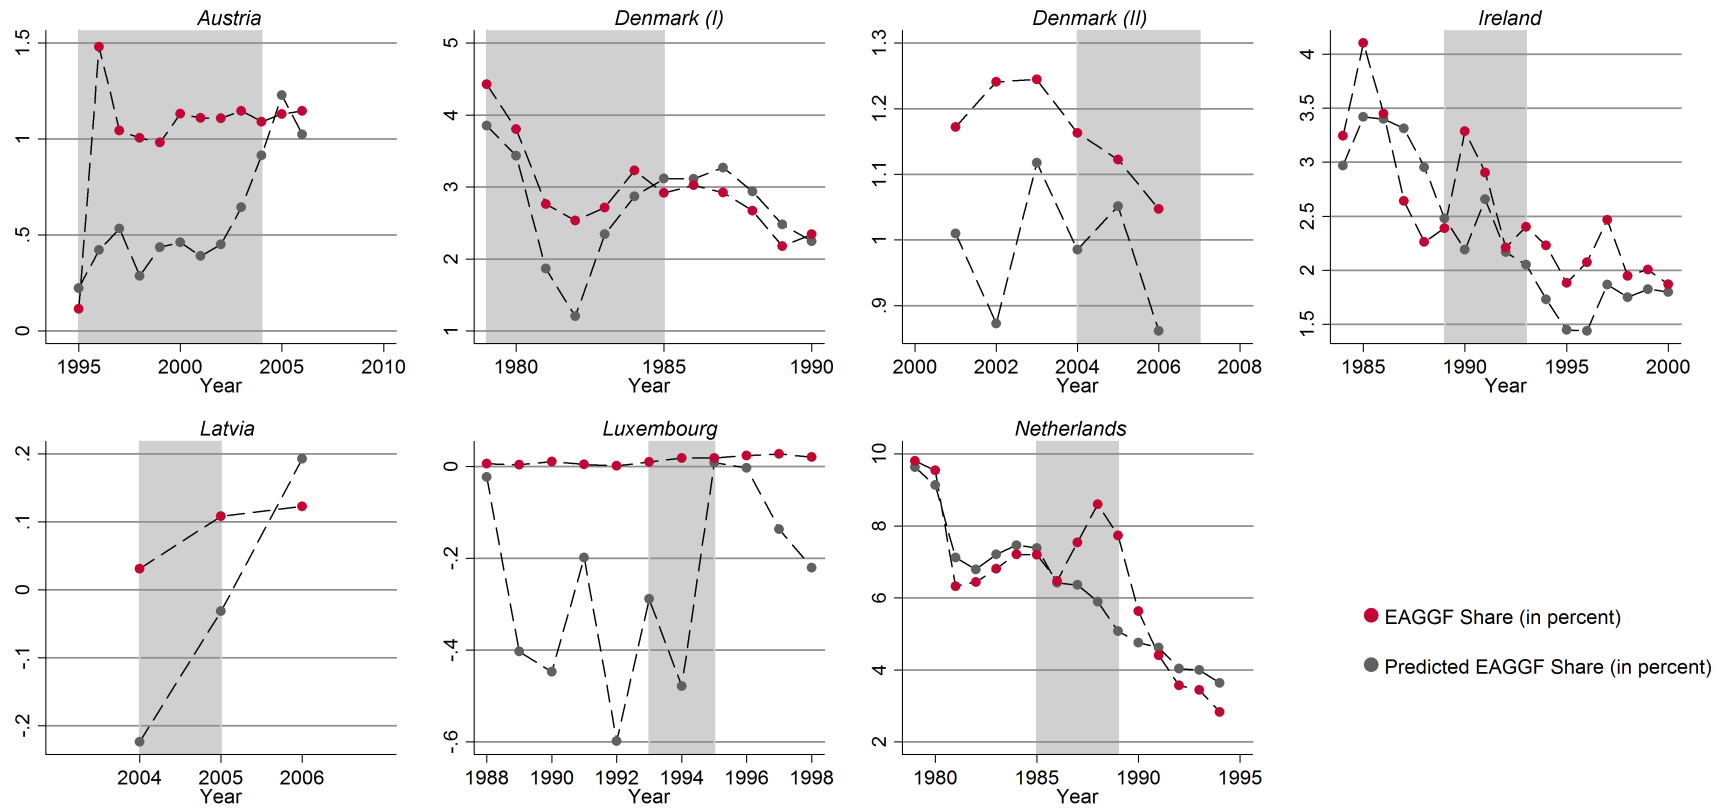 Austria
1.5
1
.5
0
1995 2000 2005 2010
Year
Denmark (I)
5
4
3
2
1
1980 1985 1990
Year
Denmark (II)
1.3
1.2
1.1
1
.9
2000 2002 2004 2006 2008
Year
Ireland
4
3.5
3
2.5
2
1.5
1985 1990 1995 2000
Year
Latvia
.2
.1
0
-.1
-.2
2004 2005 2006
Year
Luxembourg
0
-.2
-.4
-.6
1988 1990 1992 1994 1996 1998
Year
Netherlands
10
8
6
4
2
1980 1985 1990 1995
Year
EAGGF Share (in percent)
Predicted EAGGF Share (in percent)